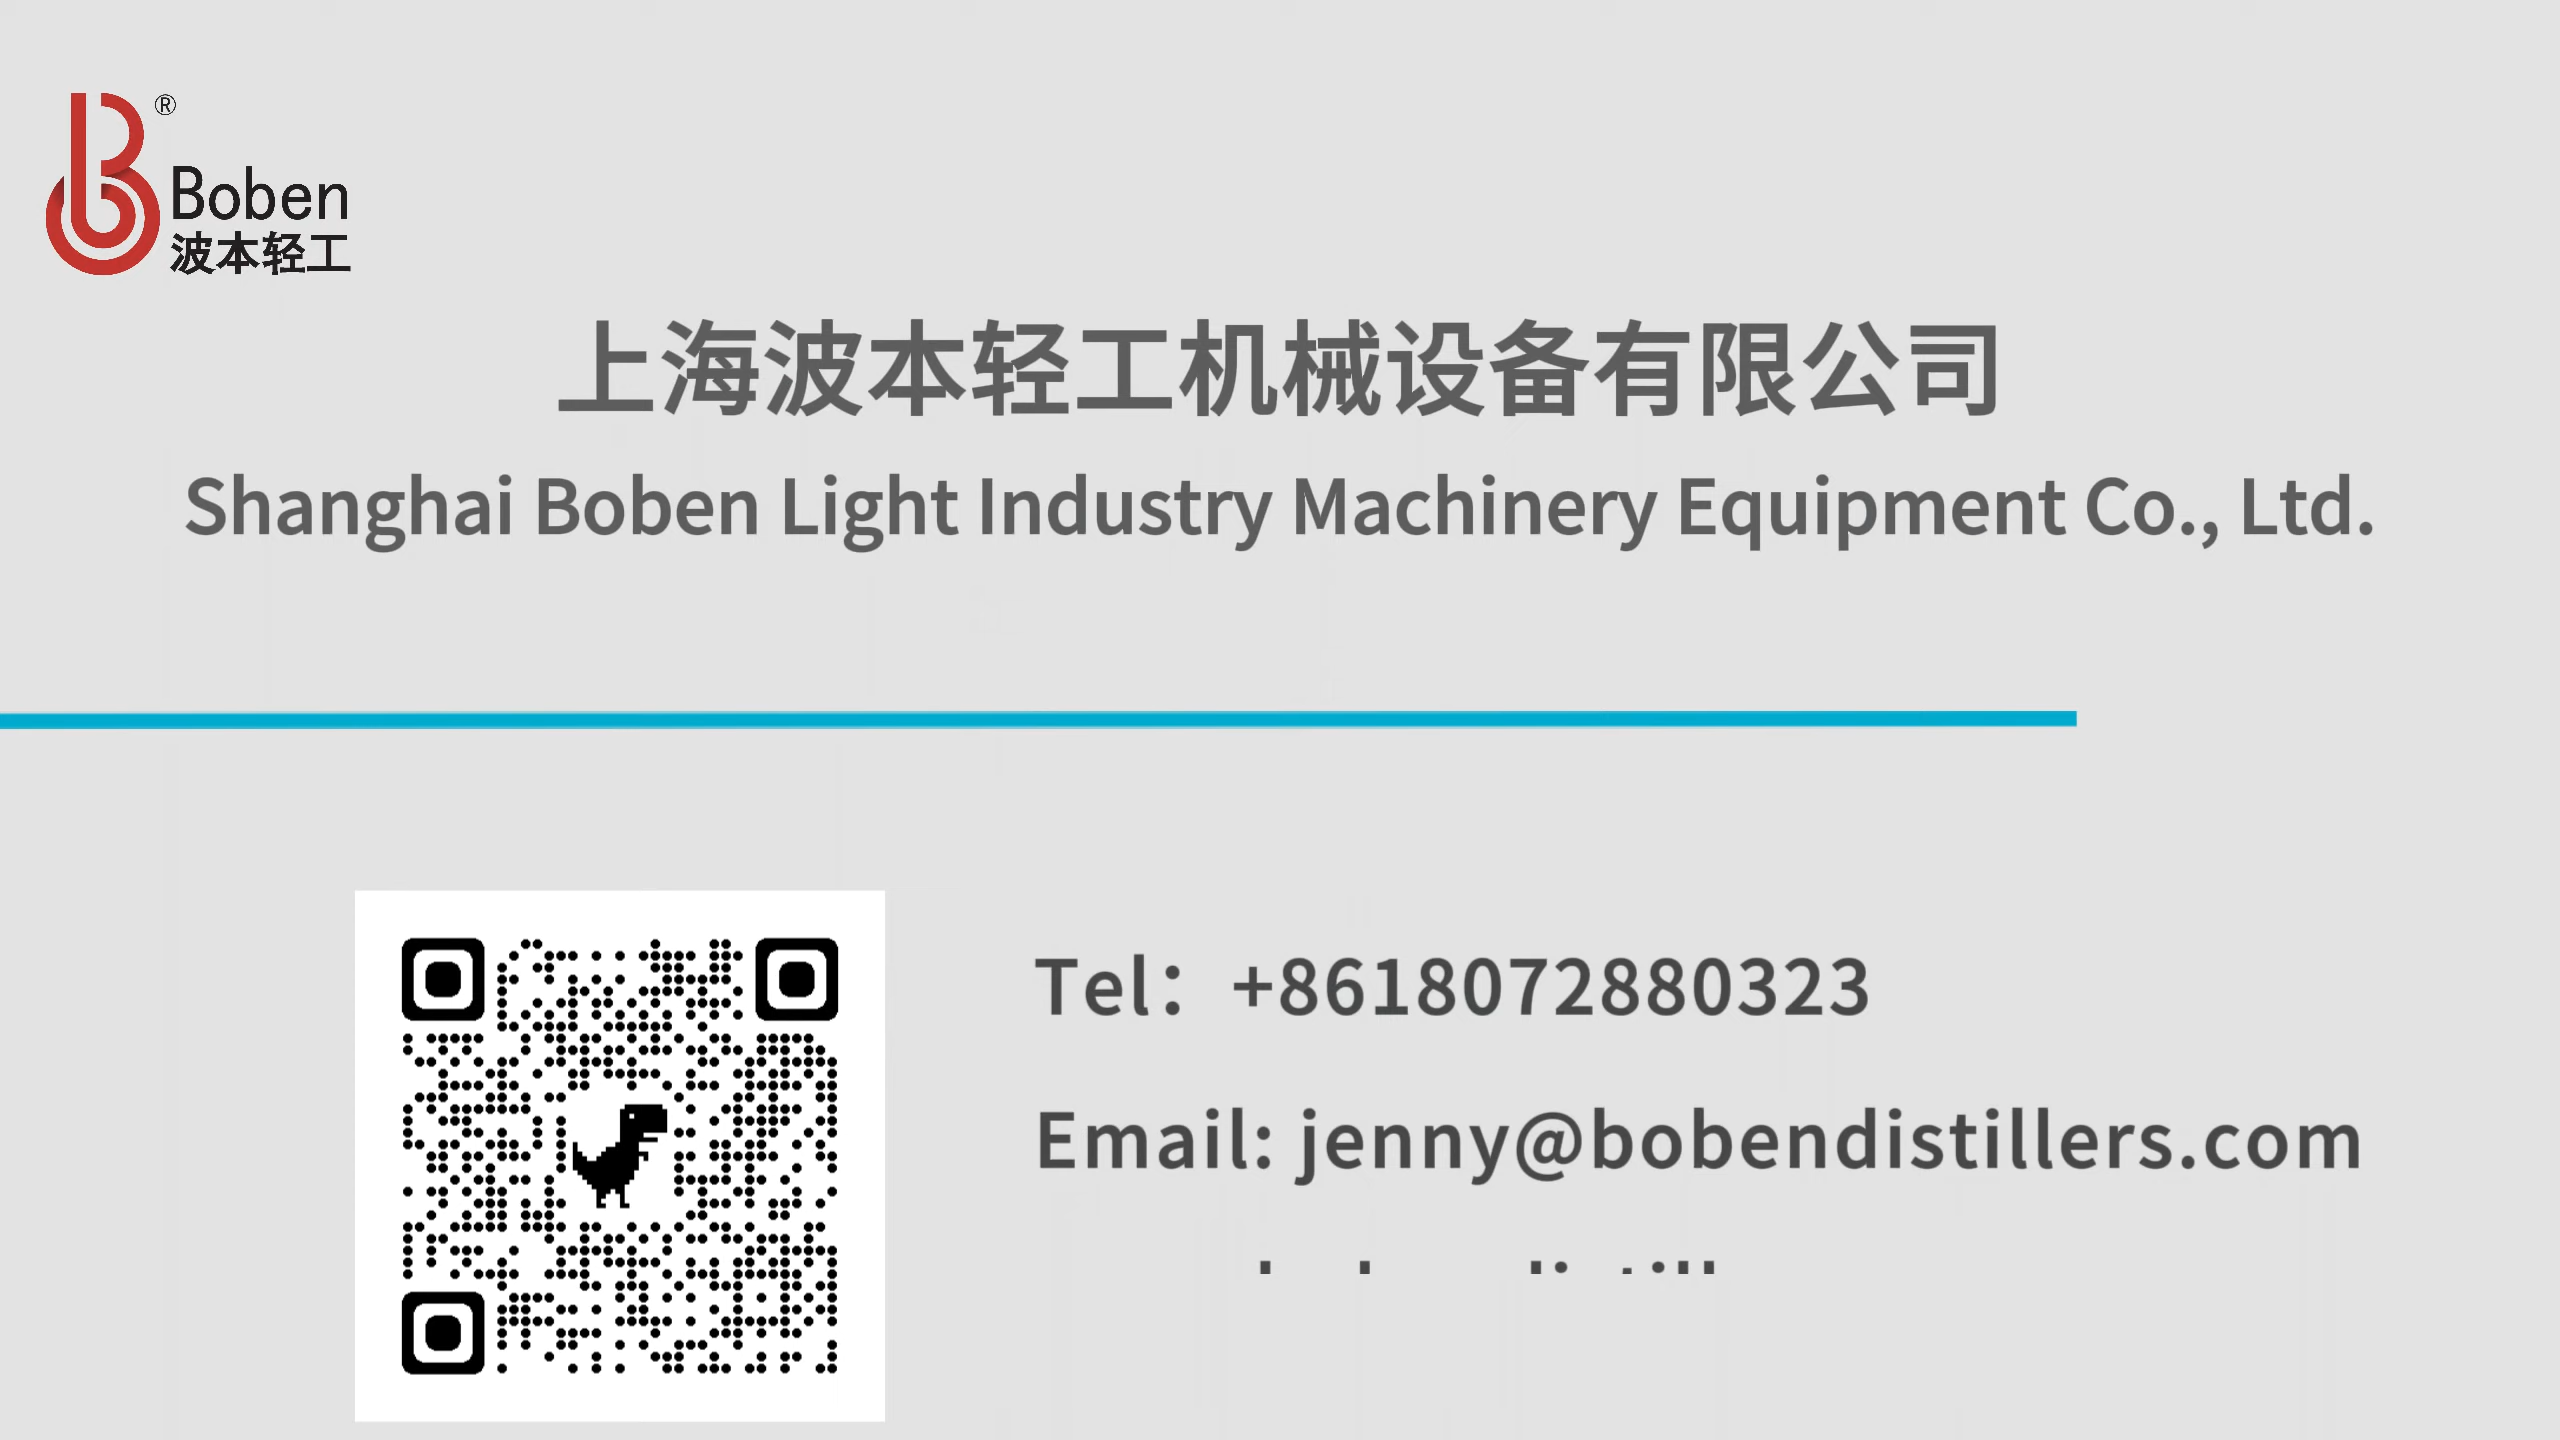 ®
Boben
波本轻工
上海波本轻工机械设备有限公司
Shanghai Boben Light Industry Machinery Equipment Co., Ltd.
Tel：+8618072880323
Email: jenny@bobendistillers.com